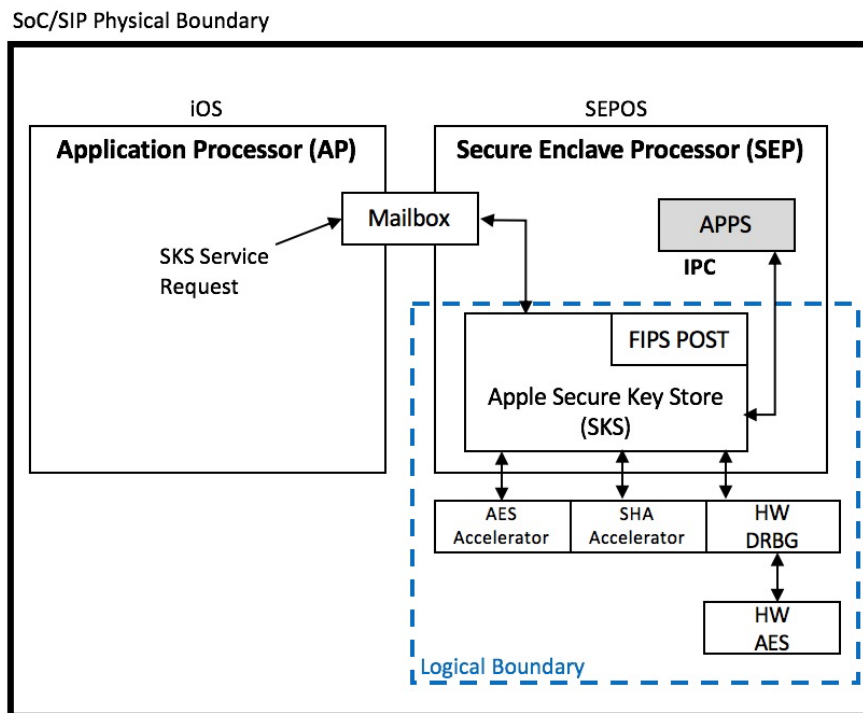 SoC/SIP Physical Boundary
iOS
SEPOS
Application Processor (AP)
Secure Enclave Processor (SEP)
Mailbox
APPS
SKS Service
Request
IPC
FIPS POST
Apple Secure Key Store
(SKS)
AES
Accelerator
SHA
Accelerator
HW
DRBG
HW
AES
Logical Boundary